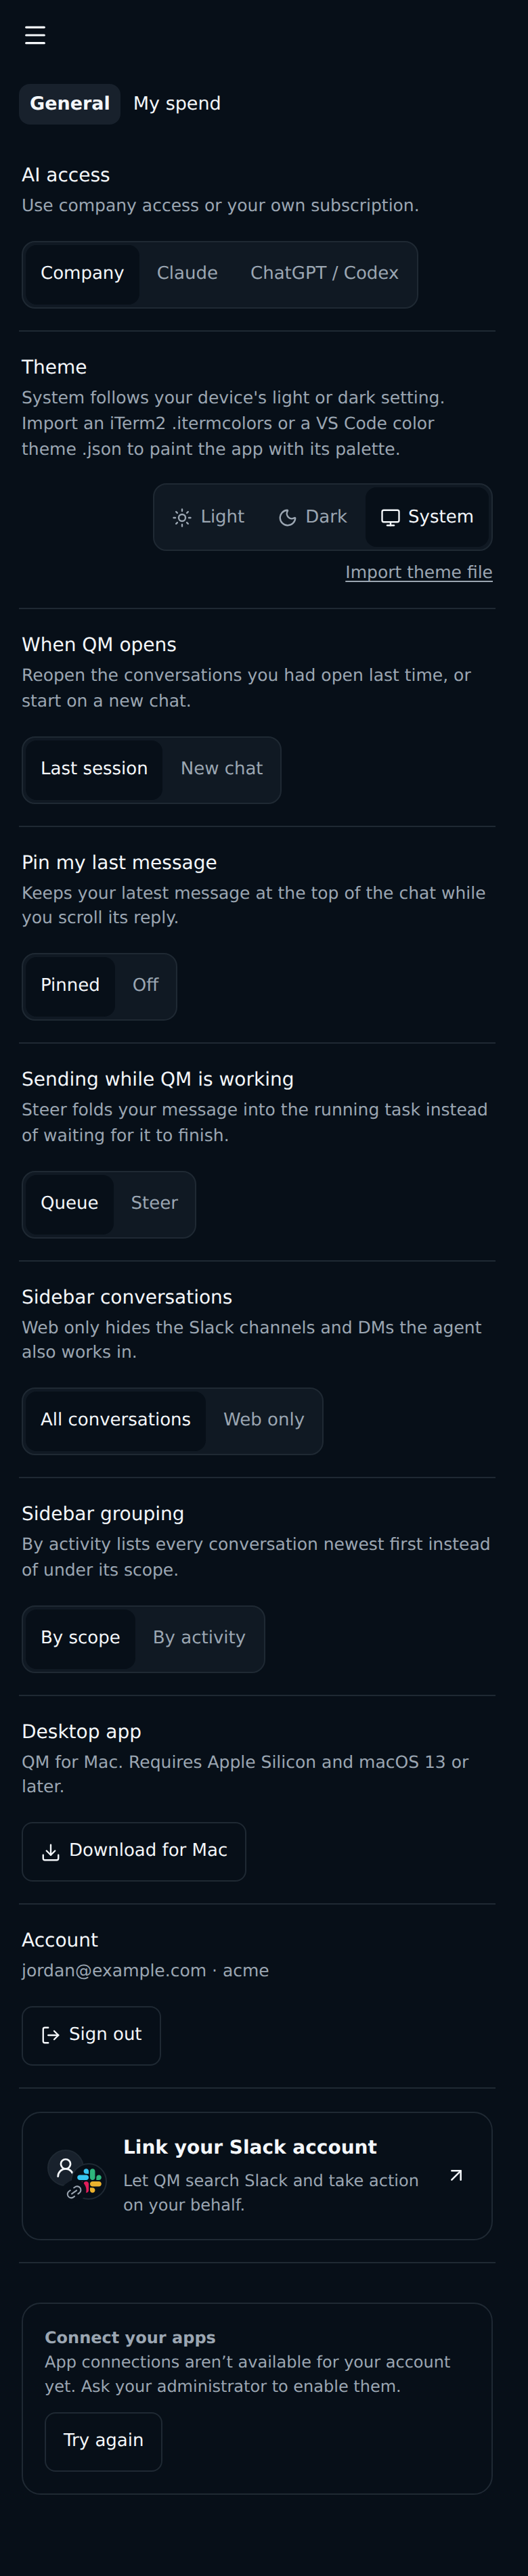 General My spend
AI access
Use company access or your own subscription.
Company Claude ChatGPT / Codex
Theme
System follows your device's light or dark setting.
Import an iTerm2 .itermcolors or a VS Code color
theme .json to paint the app with its palette.
Light Dark System
Import theme file
When QM opens
Reopen the conversations you had open last time, or
start on a new chat.
Last session New chat
Pin my last message
Keeps your latest message at the top of the chat while
you scroll its reply.
Pinned Off
Sending while QM is working
Steer folds your message into the running task instead
of waiting for it to finish.
Queue Steer
Sidebar conversations
Web only hides the Slack channels and DMs the agent
also works in.
All conversations Web only
Sidebar grouping
By activity lists every conversation newest first instead
of under its scope.
By scope By activity
Desktop app
QM for Mac. Requires Apple Silicon and macOS 13 or
later.
Download for Mac
Account
jordan@example.com · acme
Sign out
Link your Slack account
Let QM search Slack and take action
on your behalf.
Connect your apps
App connections aren’t available for your account
yet. Ask your administrator to enable them.
Try again